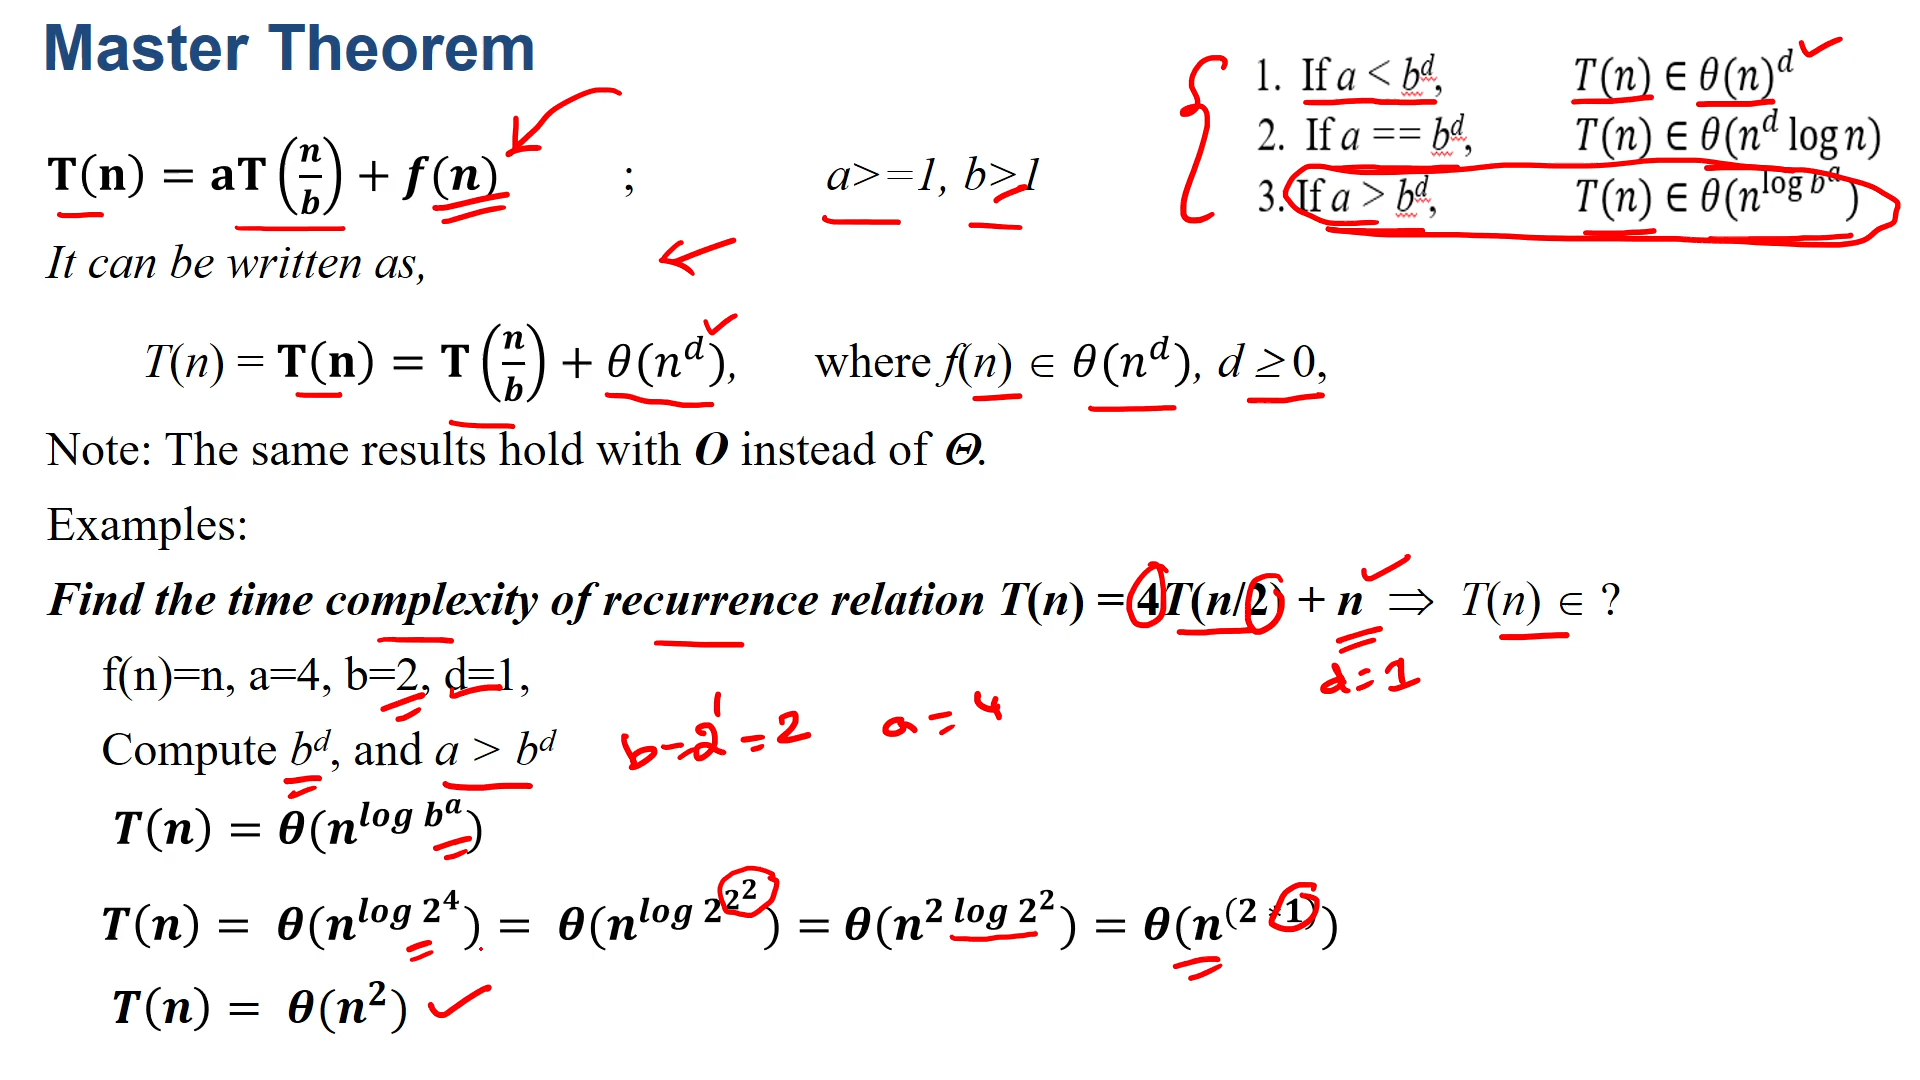 Master Theorem
1. If a < b^d, T(n) ∈ θ(n)^d
2. If a == b^d, T(n) ∈ θ(n^d log n)
3. If a > b^d, T(n) ∈ θ(n^{log b^a})
T(n) = aT(n/b) + f(n) ; a>=1, b>1
It can be written as,
T(n) = T(n) = T(n/b) + θ(n^d), where f(n) ∈ θ(n^d), d ≥ 0,
Note: The same results hold with O instead of Θ.
Examples:
Find the time complexity of recurrence relation T(n) = 4T(n/2) + n ⇒ T(n) ∈ ?
f(n)=n, a=4, b=2, d=1,
d=1
Compute b^d, and a > b^d
b=2^1=2 a=4
T(n) = θ(n^{log b^a})
T(n) = θ(n^{log 2^4}) = θ(n^{log 2^{2^2}}) = θ(n^{2 log 2^2}) = θ(n^{(2 * 1)})
T(n) = θ(n^2)